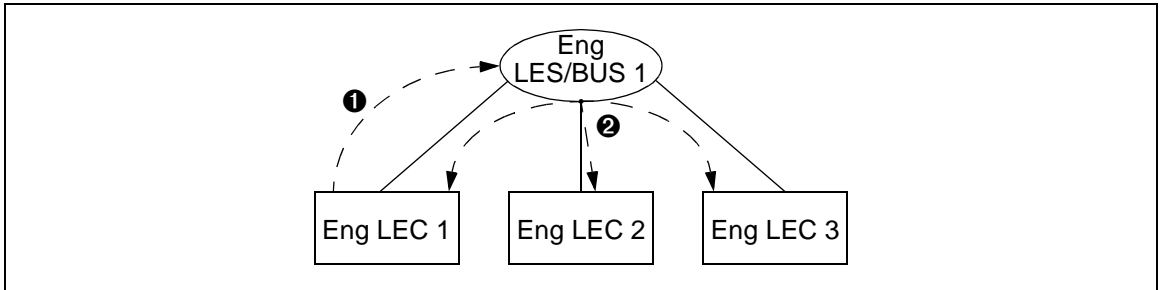 Eng
LES/BUS 1
❶
❷
Eng LEC 1
Eng LEC 2
Eng LEC 3